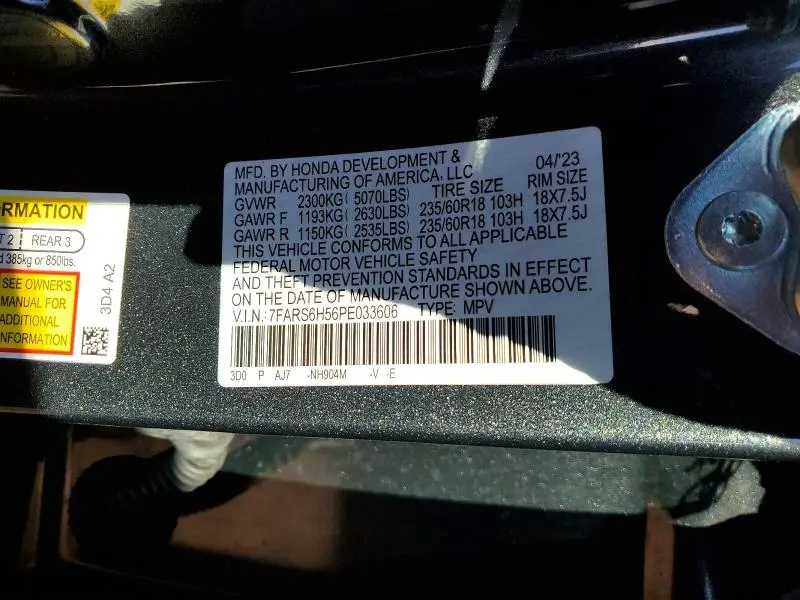 RMATION
T 2 REAR 3
d 385kg or 850lbs.
SEE OWNER'S
MANUAL FOR
ADDITIONAL
INFORMATION
3D4 A2
MFD. BY HONDA DEVELOPMENT & 04/'23
MANUFACTURING OF AMERICA, LLC
GVWR 2300KG( 5070LBS) TIRE SIZE RIM SIZE
GAWR F 1193KG( 2630LBS) 235/60R18 103H 18X7.5J
GAWR R 1150KG( 2535LBS) 235/60R18 103H 18X7.5J
THIS VEHICLE CONFORMS TO ALL APPLICABLE
FEDERAL MOTOR VEHICLE SAFETY
AND THEFT PREVENTION STANDARDS IN EFFECT
ON THE DATE OF MANUFACTURE SHOWN ABOVE.
V.I.N.: 7FARS6H56PE033606 TYPE: MPV
3D0 P AJ7 -NH904M -V -E